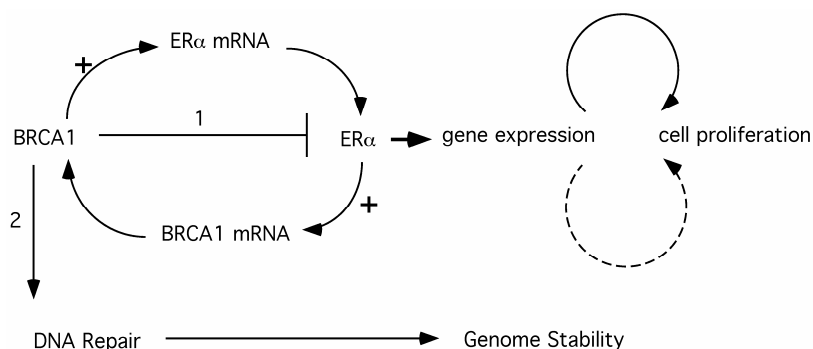 ERα mRNA
+
1
BRCA1
ERα
gene expression
cell proliferation
+
2
BRCA1 mRNA
DNA Repair
Genome Stability